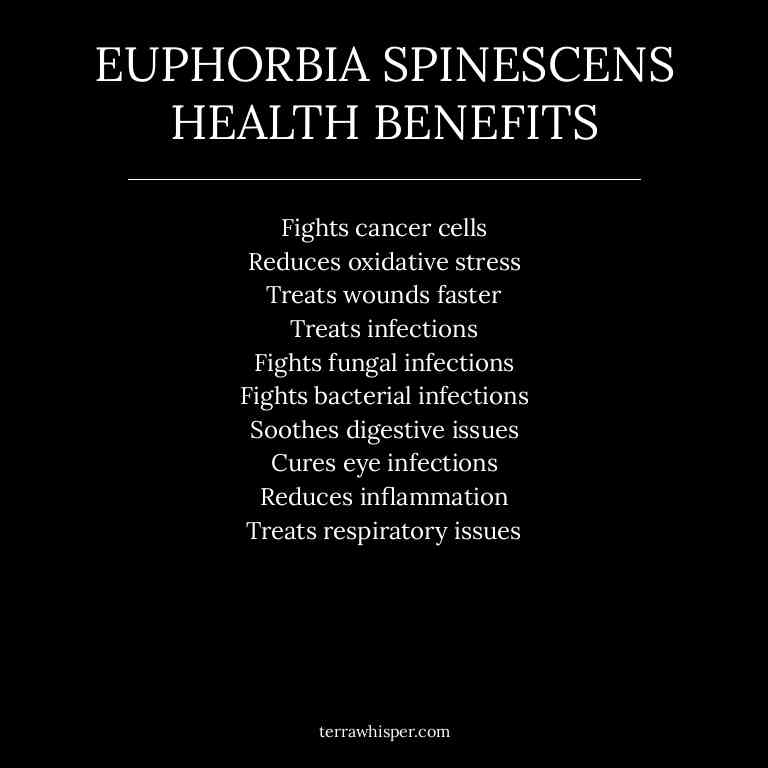 EUPHORBIA SPINESCENS
HEALTH BENEFITS
Fights cancer cells
Reduces oxidative stress
Treats wounds faster
Treats infections
Fights fungal infections
Fights bacterial infections
Soothes digestive issues
Cures eye infections
Reduces inflammation
Treats respiratory issues
terrawhisper.com